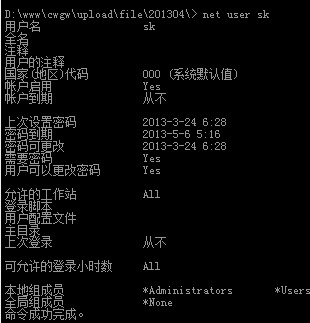 D:\www\cwgw\upload\file\201304\> net user sk
用户名 sk
全名
注释
用户的注释
国家(地区)代码 000 (系统默认值)
帐户启用 Yes
帐户到期 从不
上次设置密码 2013-3-24 6:28
密码到期 2013-5-6 5:16
密码可更改 2013-3-24 6:28
需要密码 Yes
用户可以更改密码 Yes
允许的工作站 All
登录脚本
用户配置文件
主目录
上次登录 从不
可允许的登录小时数 All
本地组成员 *Administrators *Users
全局组成员 *None
命令成功完成。